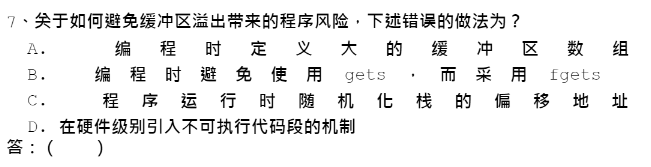 7、关于如何避免缓冲区溢出带来的程序风险，下述错误的做法为？
A. 编程时定义大的缓冲区数组
B. 编程时避免使用 gets，而采用 fgets
C. 程序运行时随机化栈的偏移地址
D. 在硬件级别引入不可执行代码段的机制
答：( )